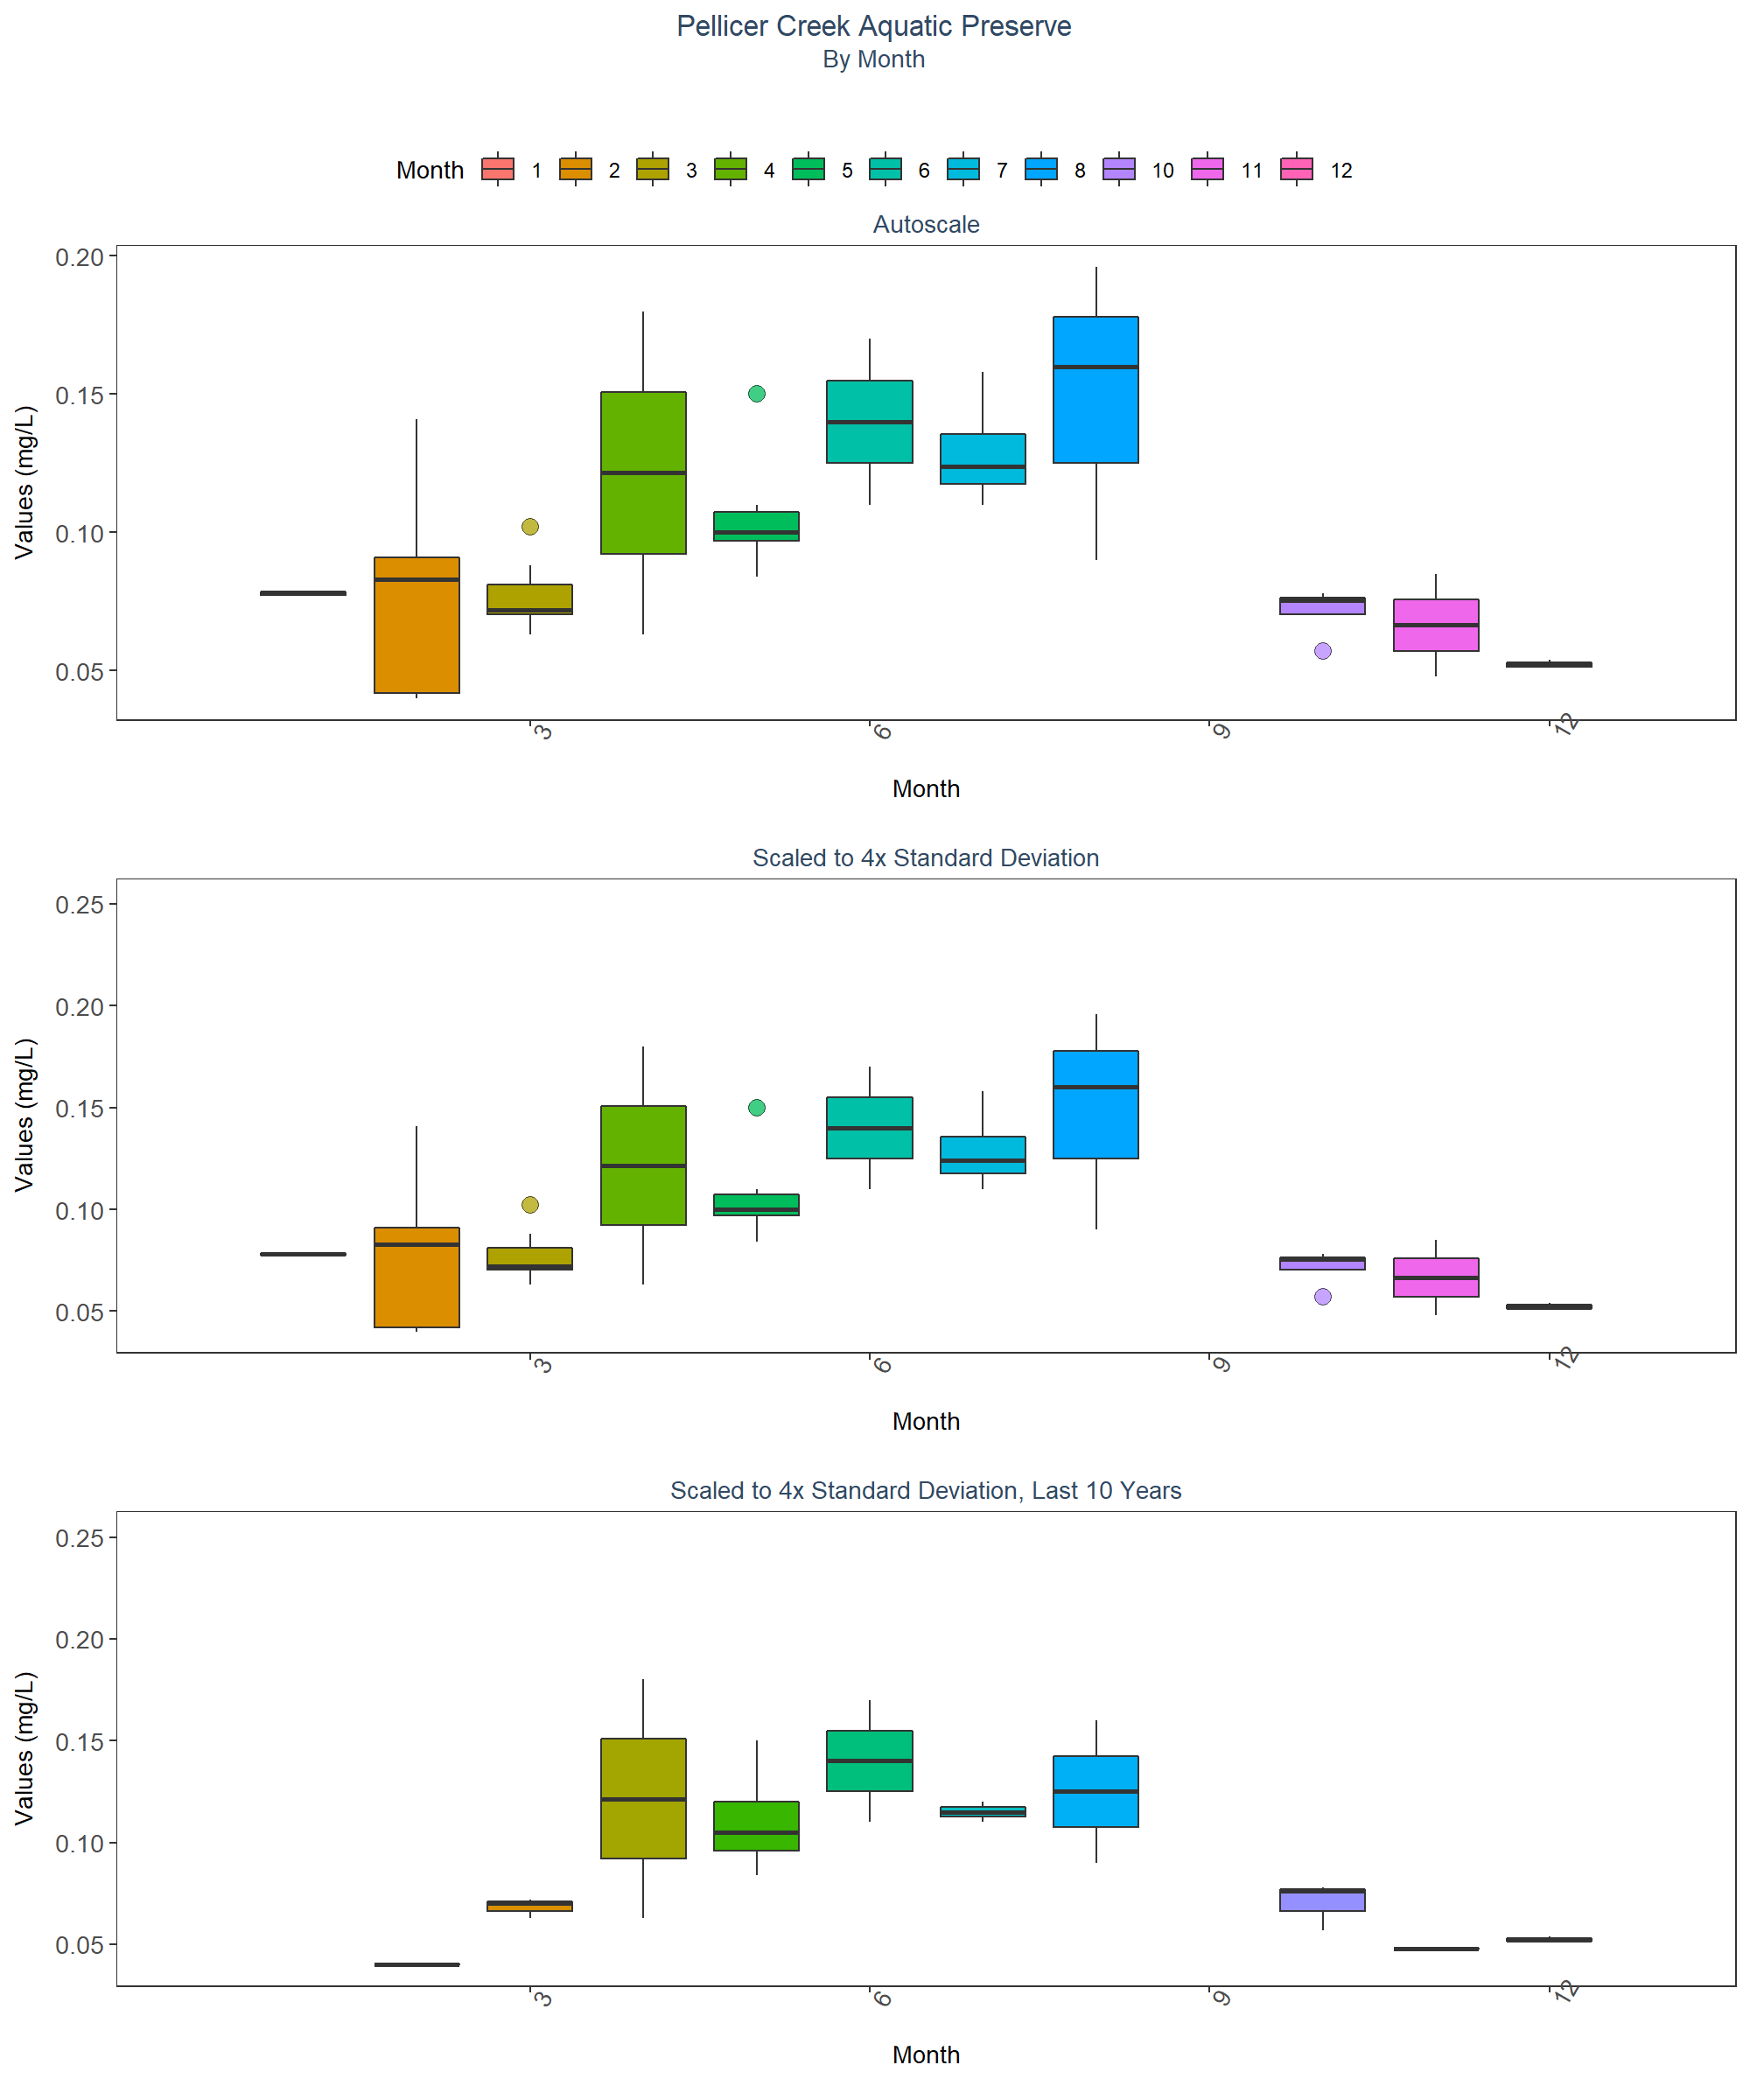 Pellicer Creek Aquatic Preserve
By Month
Month 1 2 3 4 5 6 7 8 10 11 12
Autoscale
Values (mg/L)
0.20
0.15
0.10
0.05
3 6 9 12
Month
Scaled to 4x Standard Deviation
Values (mg/L)
0.25
0.20
0.15
0.10
0.05
3 6 9 12
Month
Scaled to 4x Standard Deviation, Last 10 Years
Values (mg/L)
0.25
0.20
0.15
0.10
0.05
3 6 9 12
Month